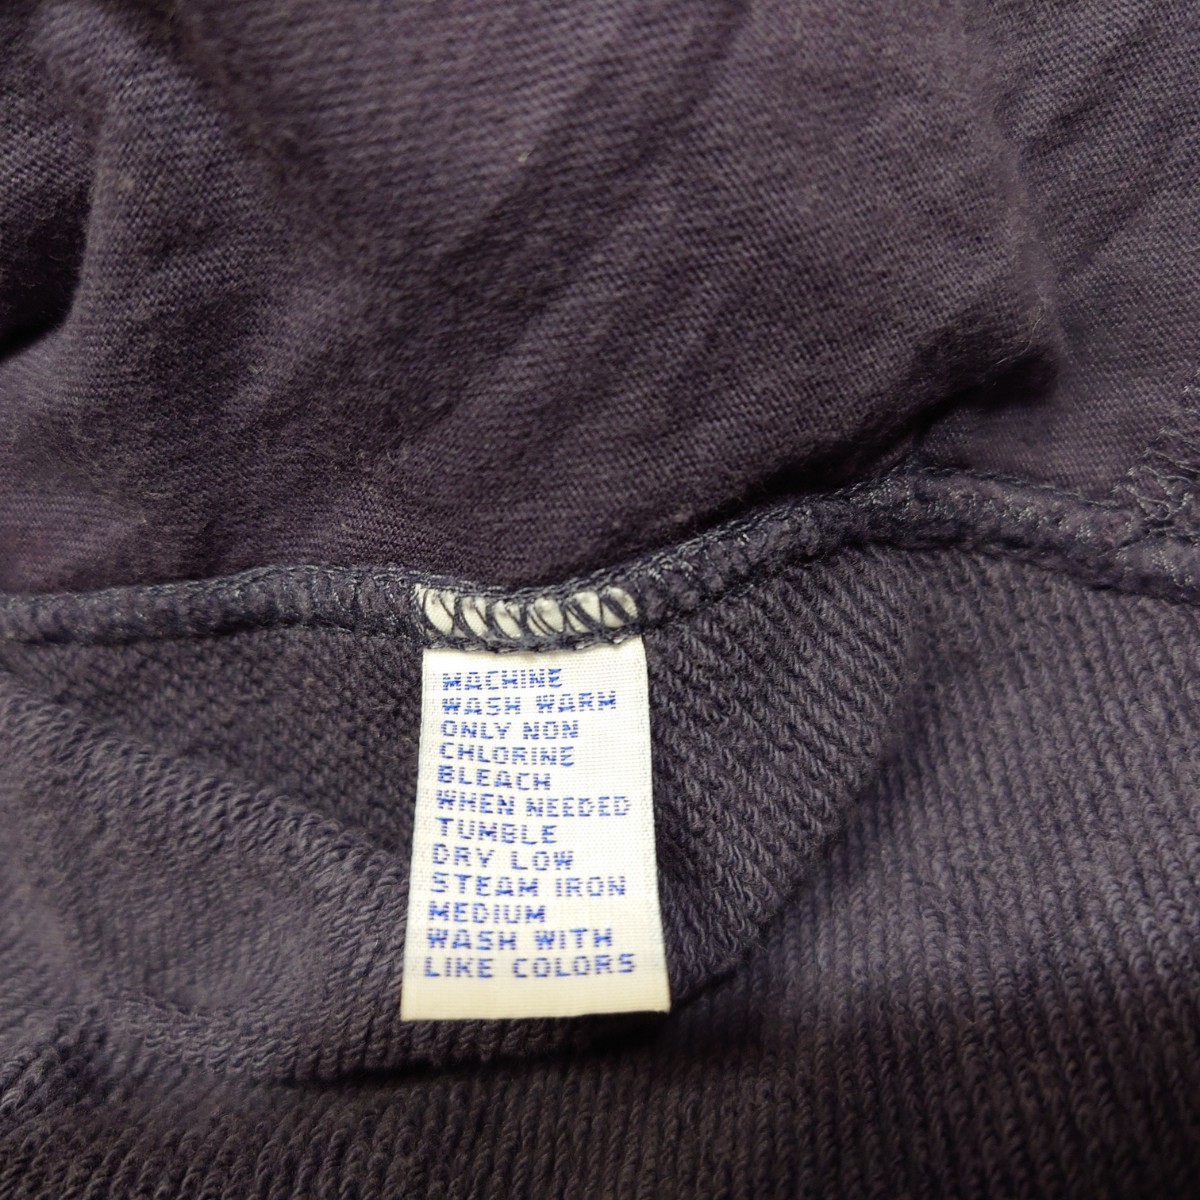 MACHINE
WASH WARM
ONLY NON
CHLORINE
BLEACH
WHEN NEEDED
TUMBLE
DRY LOW
STEAM IRON
MEDIUM
WASH WITH
LIKE COLORS